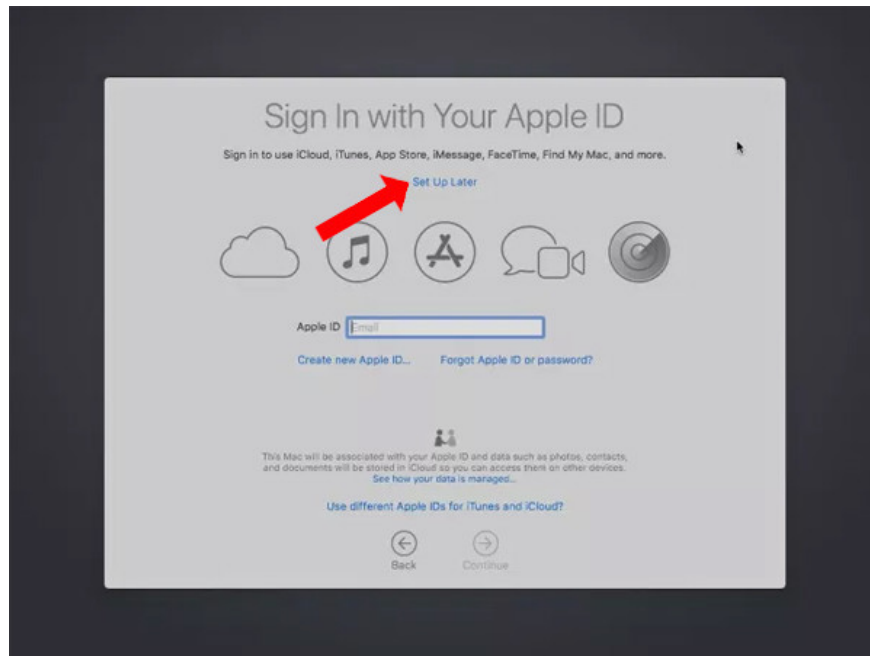 Sign In with Your Apple ID
Sign in to use iCloud, iTunes, App Store, iMessage, FaceTime, Find My Mac, and more.
Set Up Later
Apple ID Email
Create new Apple ID... Forgot Apple ID or password?
This Mac will be associated with your Apple ID and data such as photos, contacts,
and documents will be stored in iCloud so you can access them on other devices.
See how your data is managed...
Use different Apple IDs for iTunes and iCloud?
Back Continue